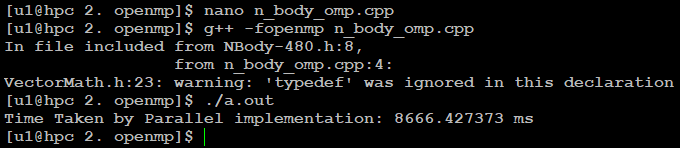 [u1@hpc 2. openmp]$ nano n_body_omp.cpp
[u1@hpc 2. openmp]$ g++ -fopenmp n_body_omp.cpp
In file included from NBody-480.h:8,
                 from n_body_omp.cpp:4:
VectorMath.h:23: warning: 'typedef' was ignored in this declaration
[u1@hpc 2. openmp]$ ./a.out
Time Taken by Parallel implementation: 8666.427373 ms
[u1@hpc 2. openmp]$